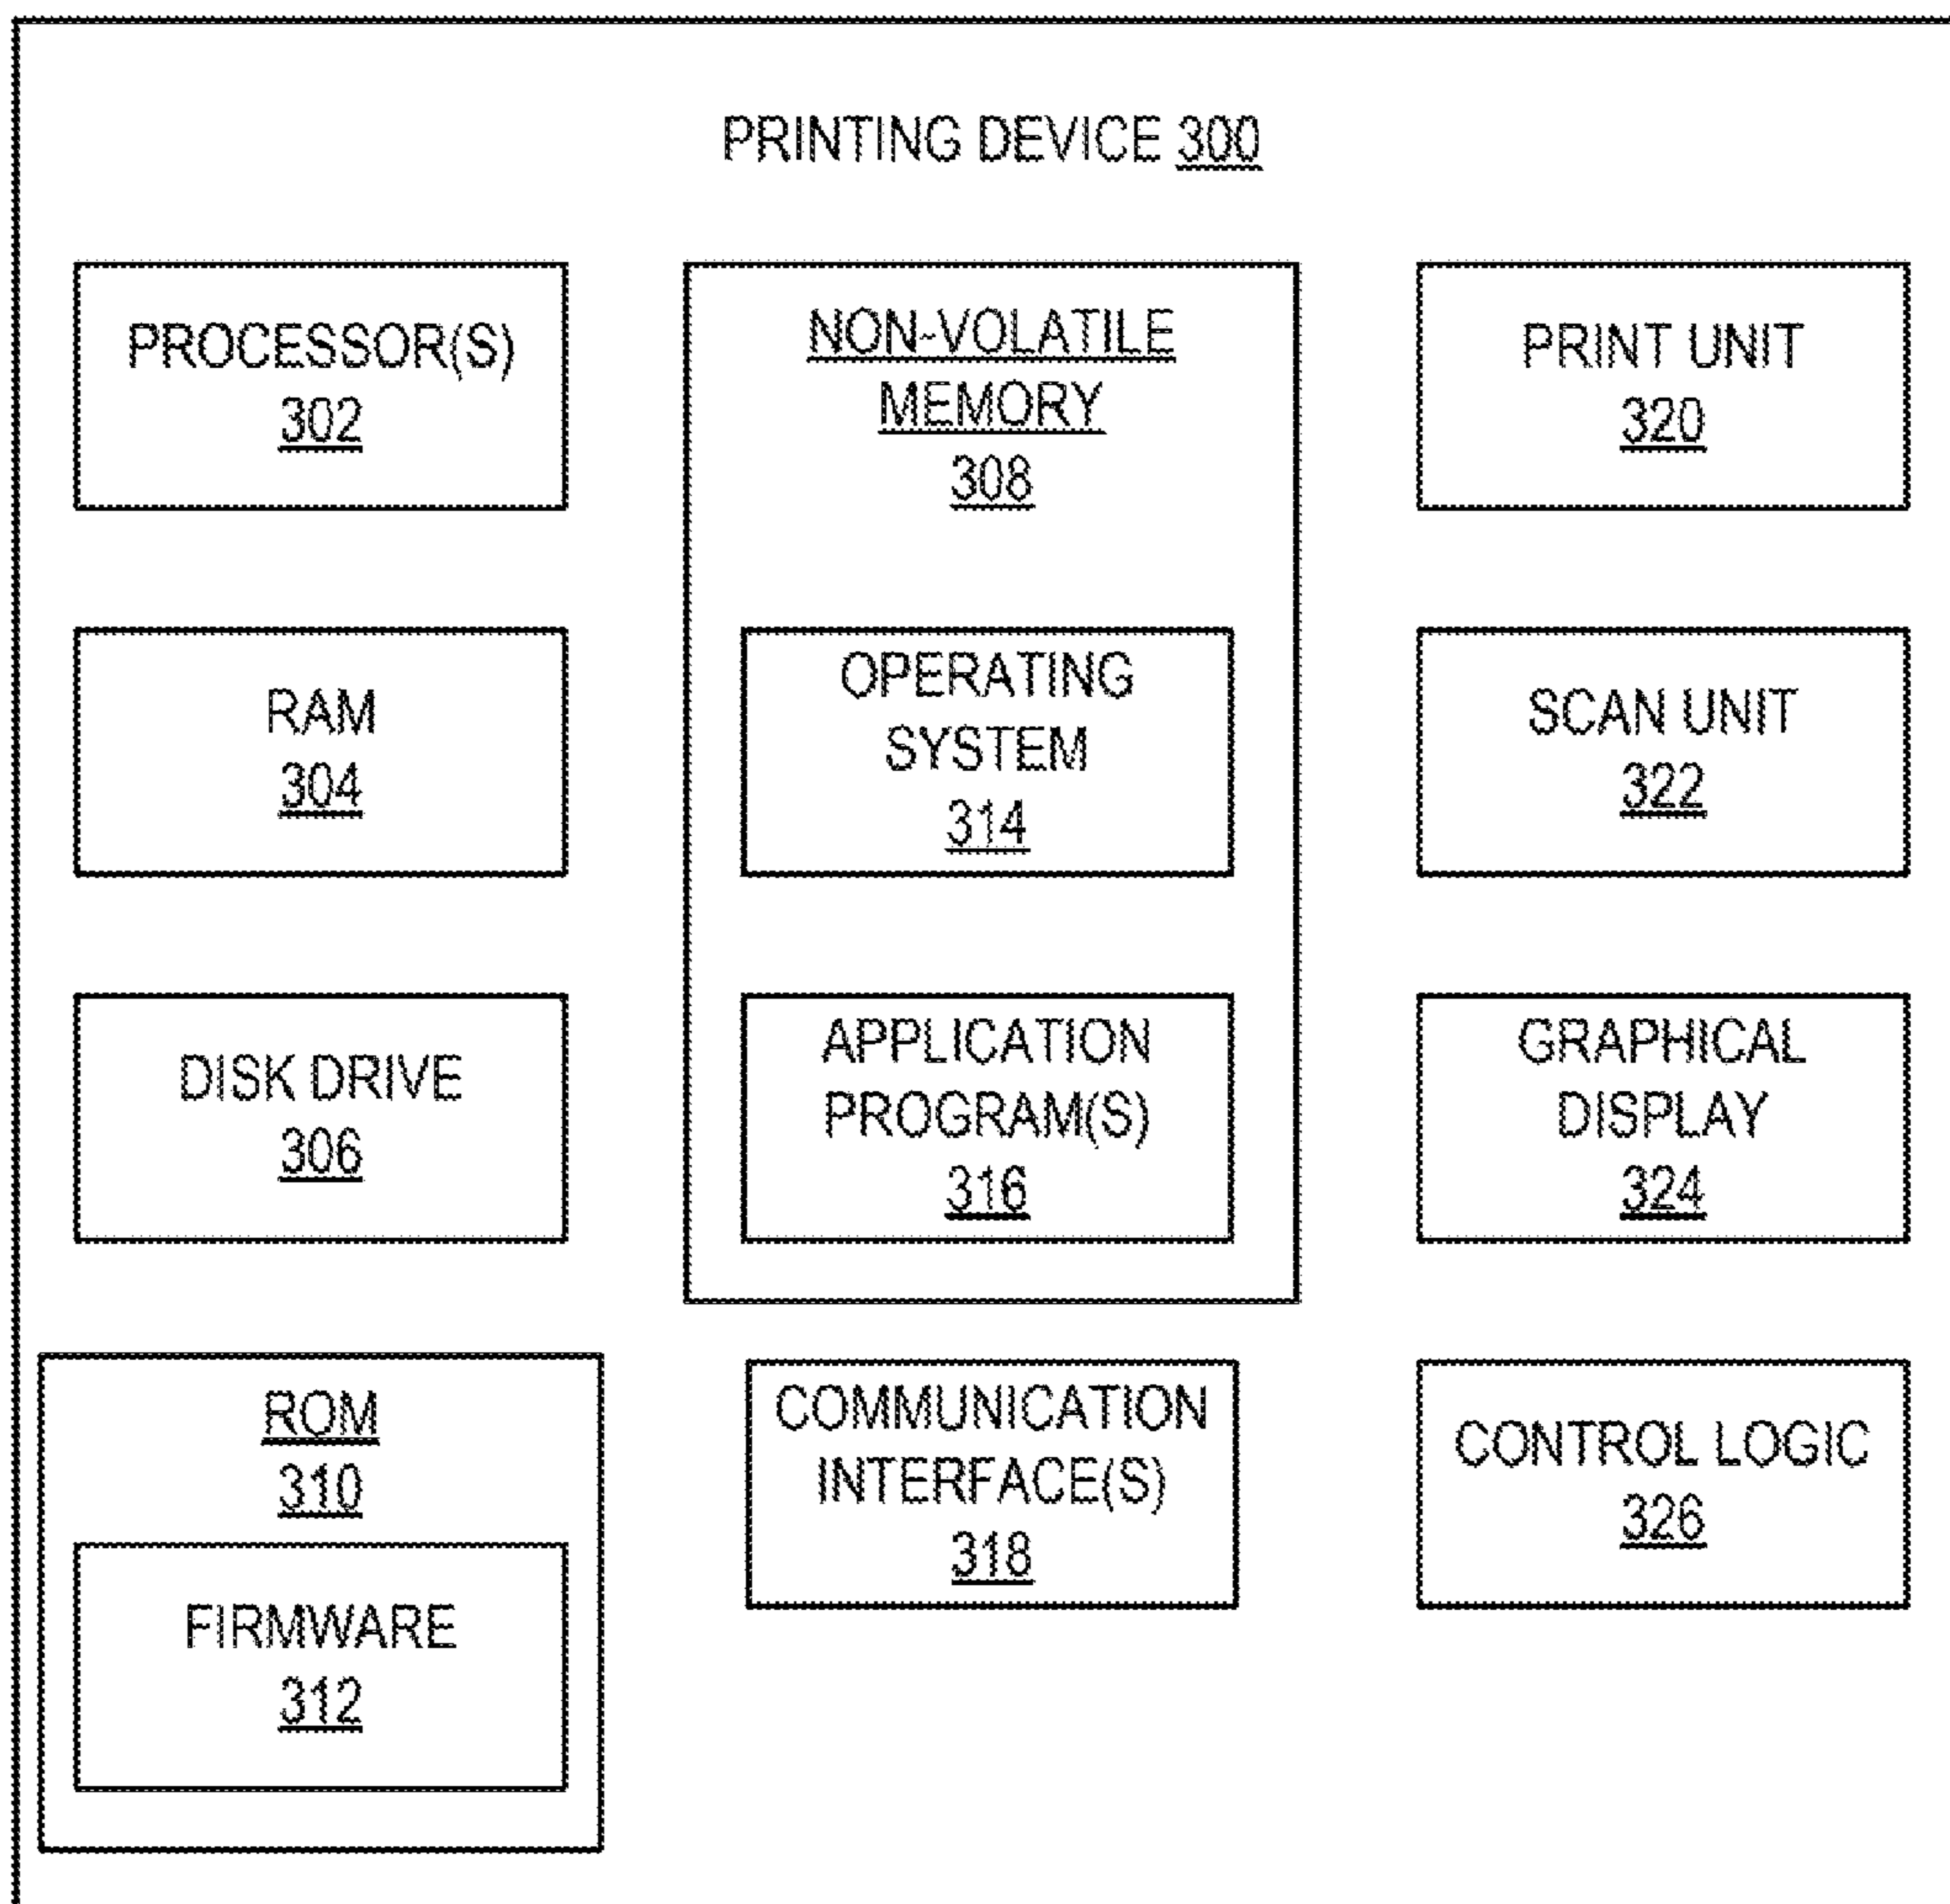 PRINTING DEVICE 300
PROCESSOR(S)
302
NON-VOLATILE
MEMORY
308
PRINT UNIT
320
RAM
304
OPERATING
SYSTEM
314
SCAN UNIT
322
DISK DRIVE
306
APPLICATION
PROGRAM(S)
316
GRAPHICAL
DISPLAY
324
ROM
310
FIRMWARE
312
COMMUNICATION
INTERFACE(S)
318
CONTROL LOGIC
326